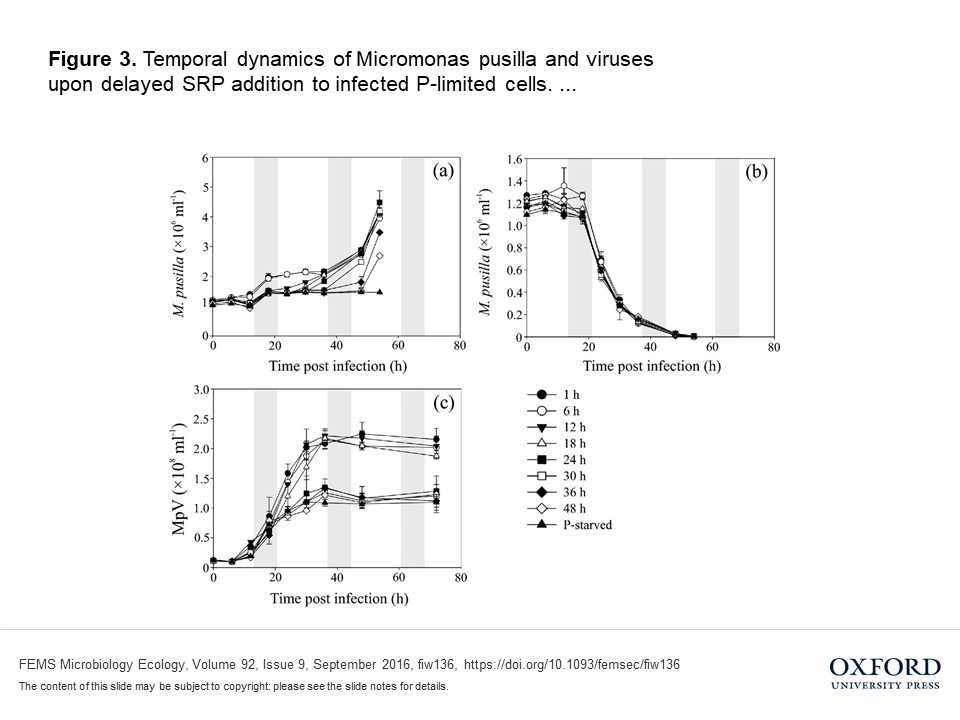 Figure 3. Temporal dynamics of Micromonas pusilla and viruses
upon delayed SRP addition to infected P-limited cells. ...
(a)
6
5
4
3
2
1
0
M. pusilla (×10⁶ ml⁻¹)
0 20 40 60 80
Time post infection (h)
(b)
1.6
1.4
1.2
1.0
0.8
0.6
0.4
0.2
0
M. pusilla (×10⁶ ml⁻¹)
0 20 40 60 80
Time post infection (h)
(c)
3.0
2.5
2.0
1.5
1.0
0.5
0
MpV (×10⁸ ml⁻¹)
0 20 40 60 80
Time post infection (h)
1 h
6 h
12 h
18 h
24 h
30 h
36 h
48 h
P-starved
FEMS Microbiology Ecology, Volume 92, Issue 9, September 2016, fiw136, https://doi.org/10.1093/femsec/fiw136
The content of this slide may be subject to copyright: please see the slide notes for details.
OXFORD
UNIVERSITY PRESS